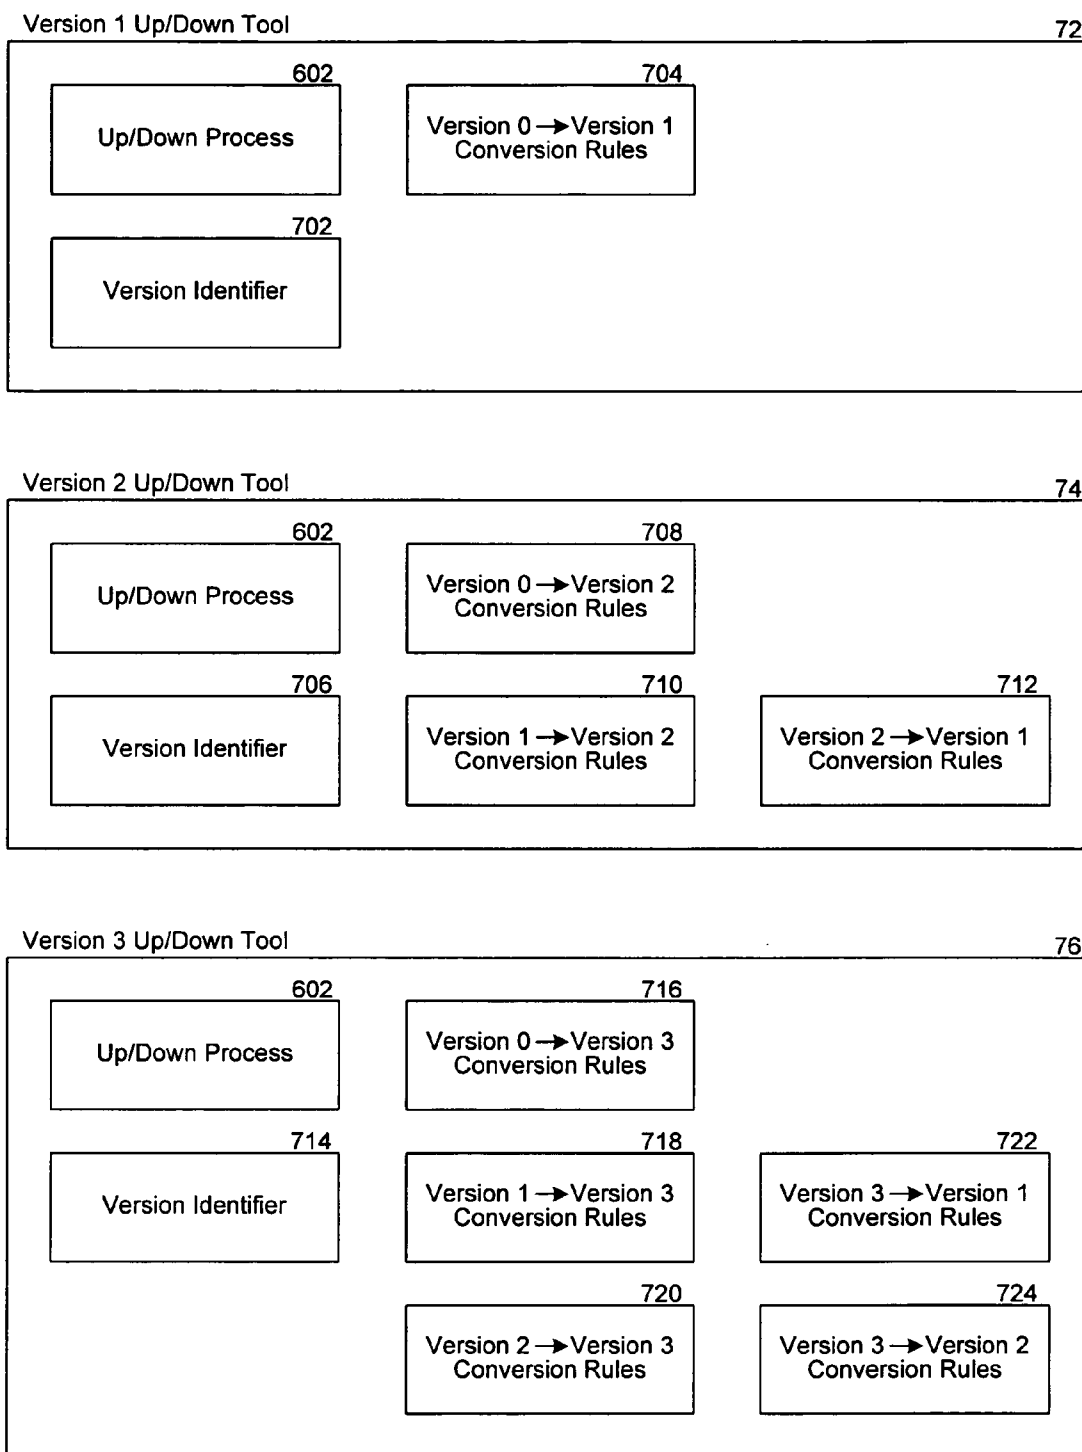 Version 1 Up/Down Tool 72
602 704
Up/Down Process
Version 0→Version 1
Conversion Rules
702
Version Identifier
Version 2 Up/Down Tool 74
602 708
Up/Down Process
Version 0→Version 2
Conversion Rules
706 710 712
Version Identifier
Version 1→Version 2
Conversion Rules
Version 2→Version 1
Conversion Rules
Version 3 Up/Down Tool 76
602 716
Up/Down Process
Version 0→Version 3
Conversion Rules
714 718 722
Version Identifier
Version 1→Version 3
Conversion Rules
Version 3→Version 1
Conversion Rules
720 724
Version 2→Version 3
Conversion Rules
Version 3→Version 2
Conversion Rules